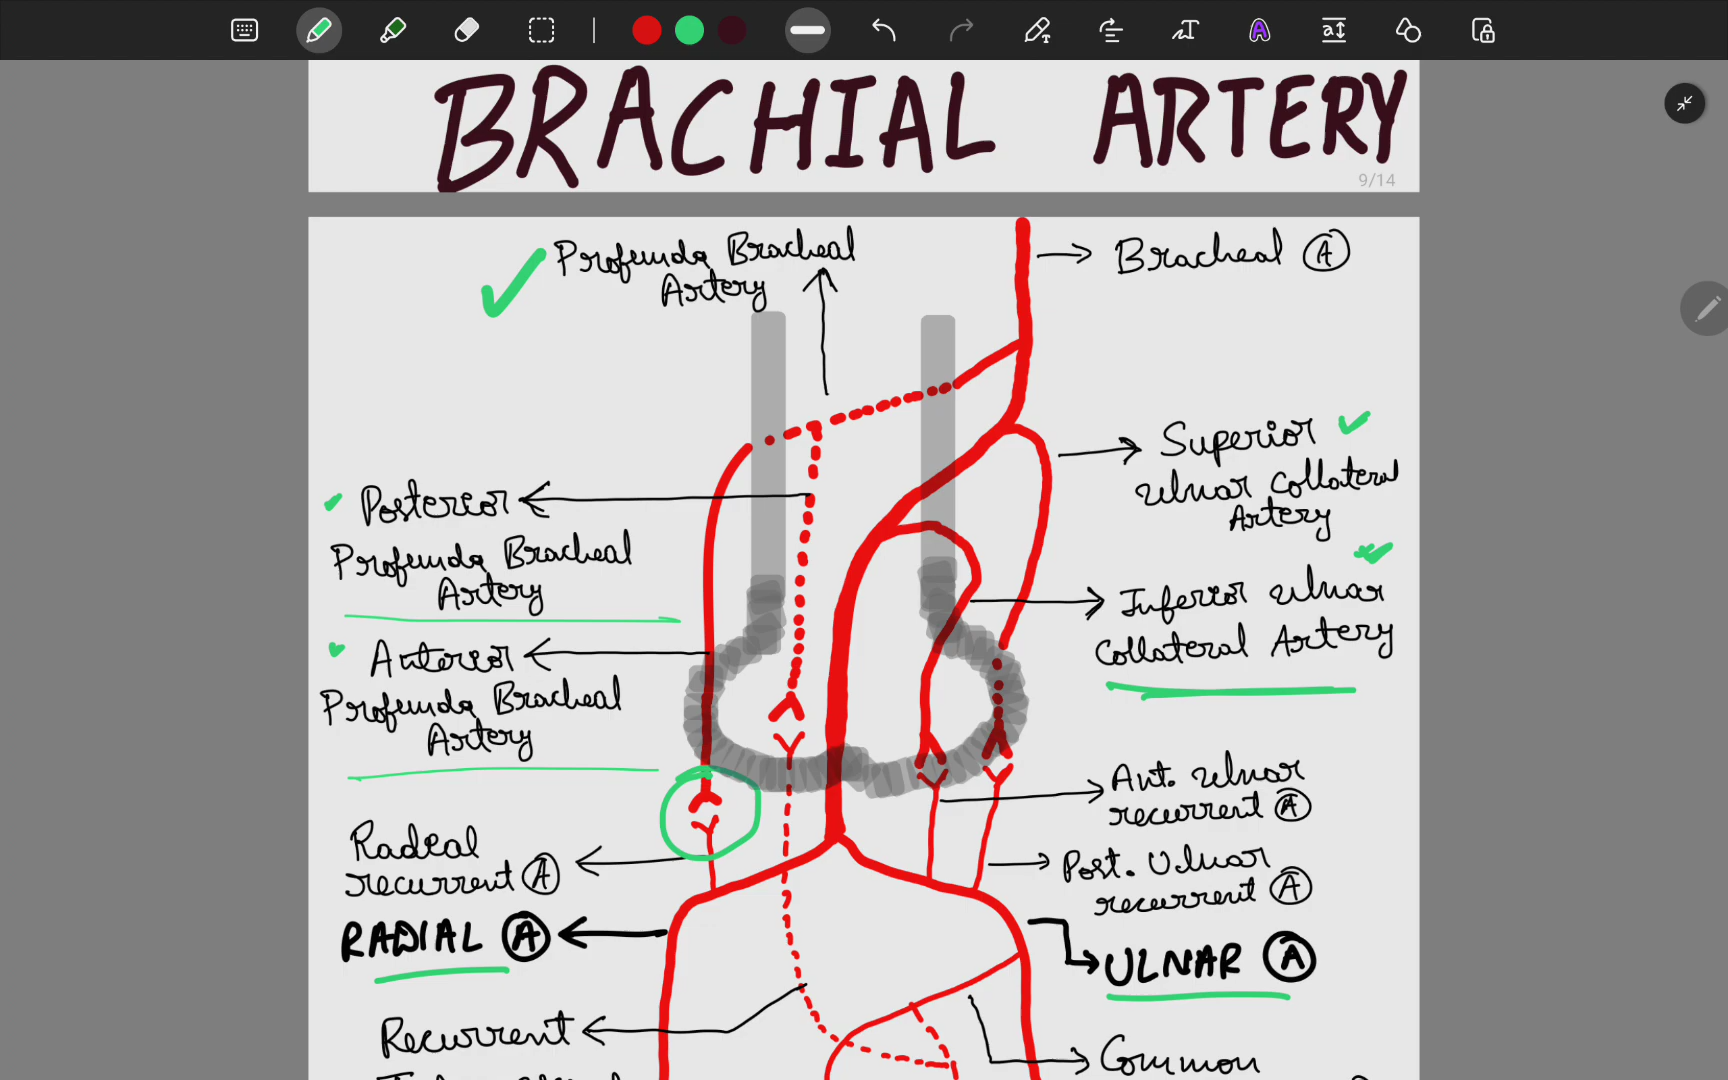 BRACHIAL ARTERY
9/14
Profunda Bracheal
Artery
Bracheal A
Superior
ulnar Collateral
Artery
Posterior
Profunda Bracheal
Artery
Inferior ulnar
Collateral Artery
Anterior
Profunda Bracheal
Artery
Ant. ulnar
recurrent A
Radial
recurrent A
Post. Ulnar
recurrent A
RADIAL A
ULNAR A
Recurrent
Common